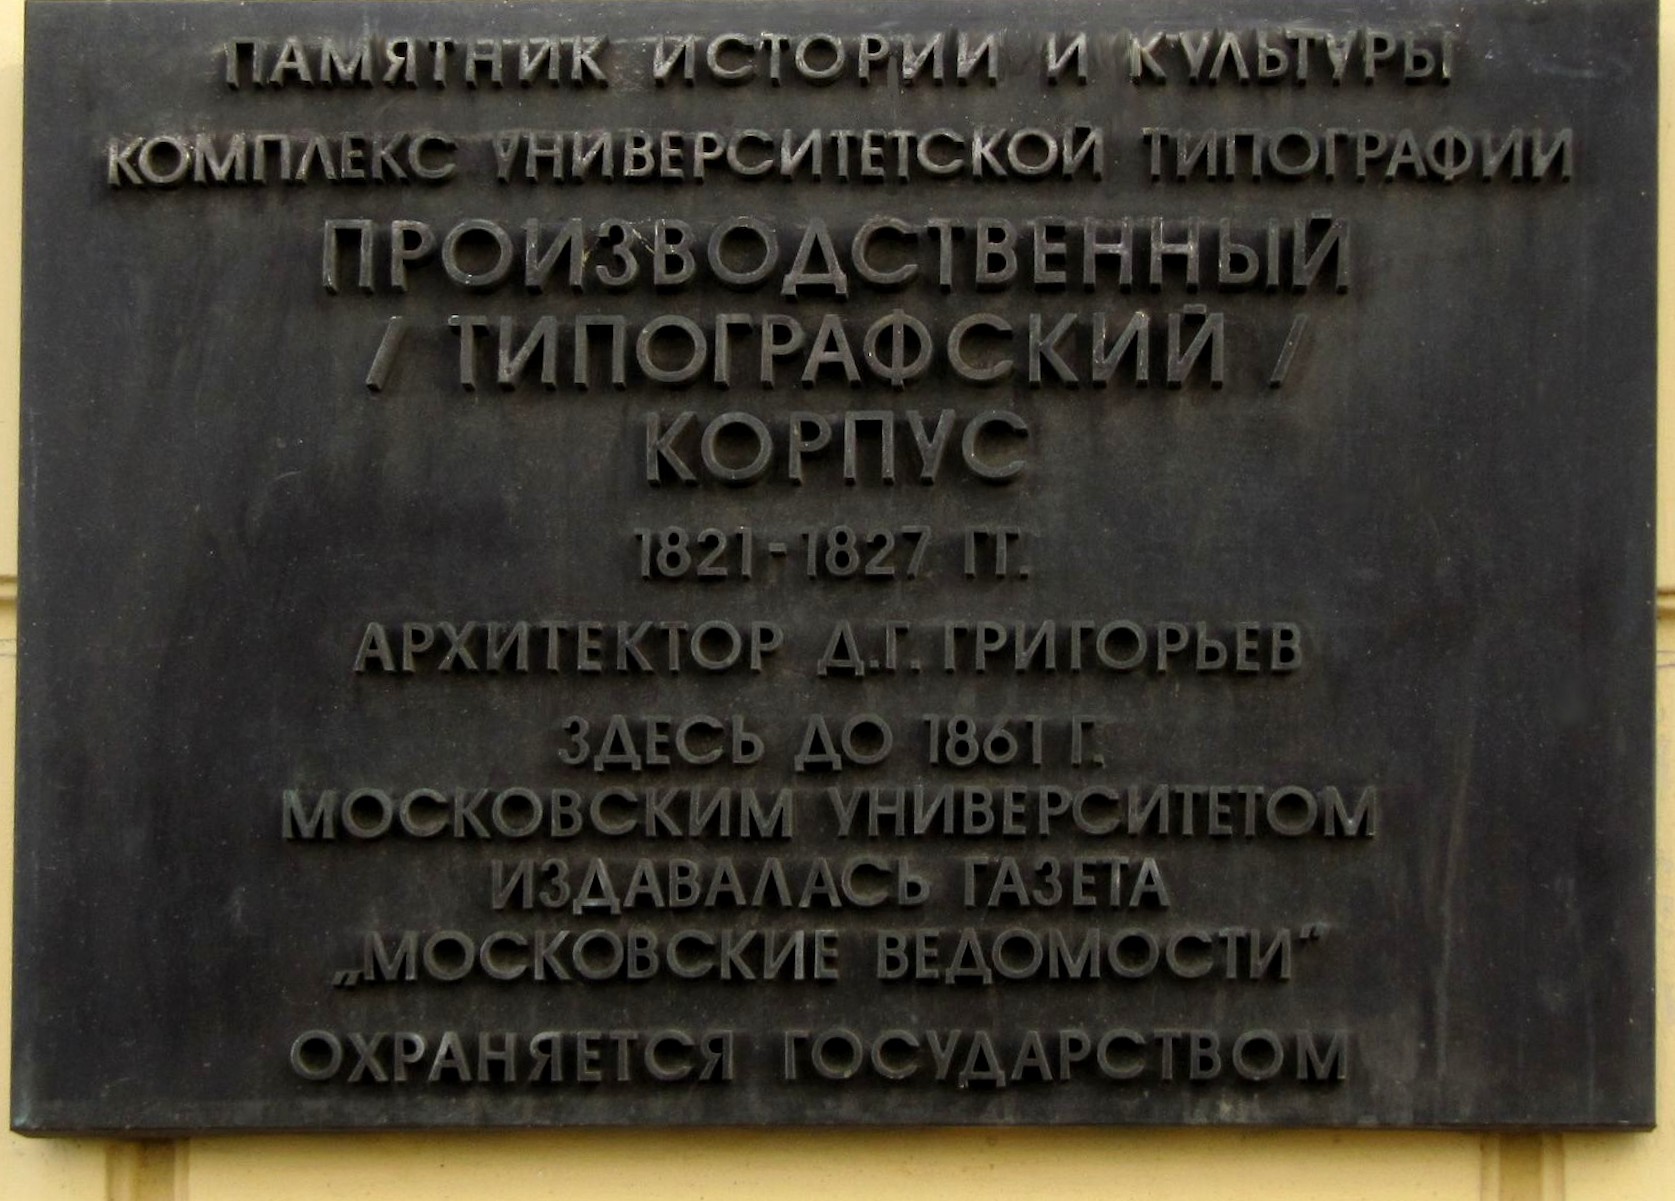 ПАМЯТНИК ИСТОРИИ И КУЛЬТУРЫ
КОМПЛЕКС УНИВЕРСИТЕТСКОЙ ТИПОГРАФИИ
ПРОИЗВОДСТВЕННЫЙ
/ ТИПОГРАФСКИЙ /
КОРПУС
1821-1827 ГГ.
АРХИТЕКТОР Д.Г. ГРИГОРЬЕВ
ЗДЕСЬ ДО 1861 Г.
МОСКОВСКИМ УНИВЕРСИТЕТОМ
ИЗДАВАЛАСЬ ГАЗЕТА
„МОСКОВСКИЕ ВЕДОМОСТИ"
ОХРАНЯЕТСЯ ГОСУДАРСТВОМ